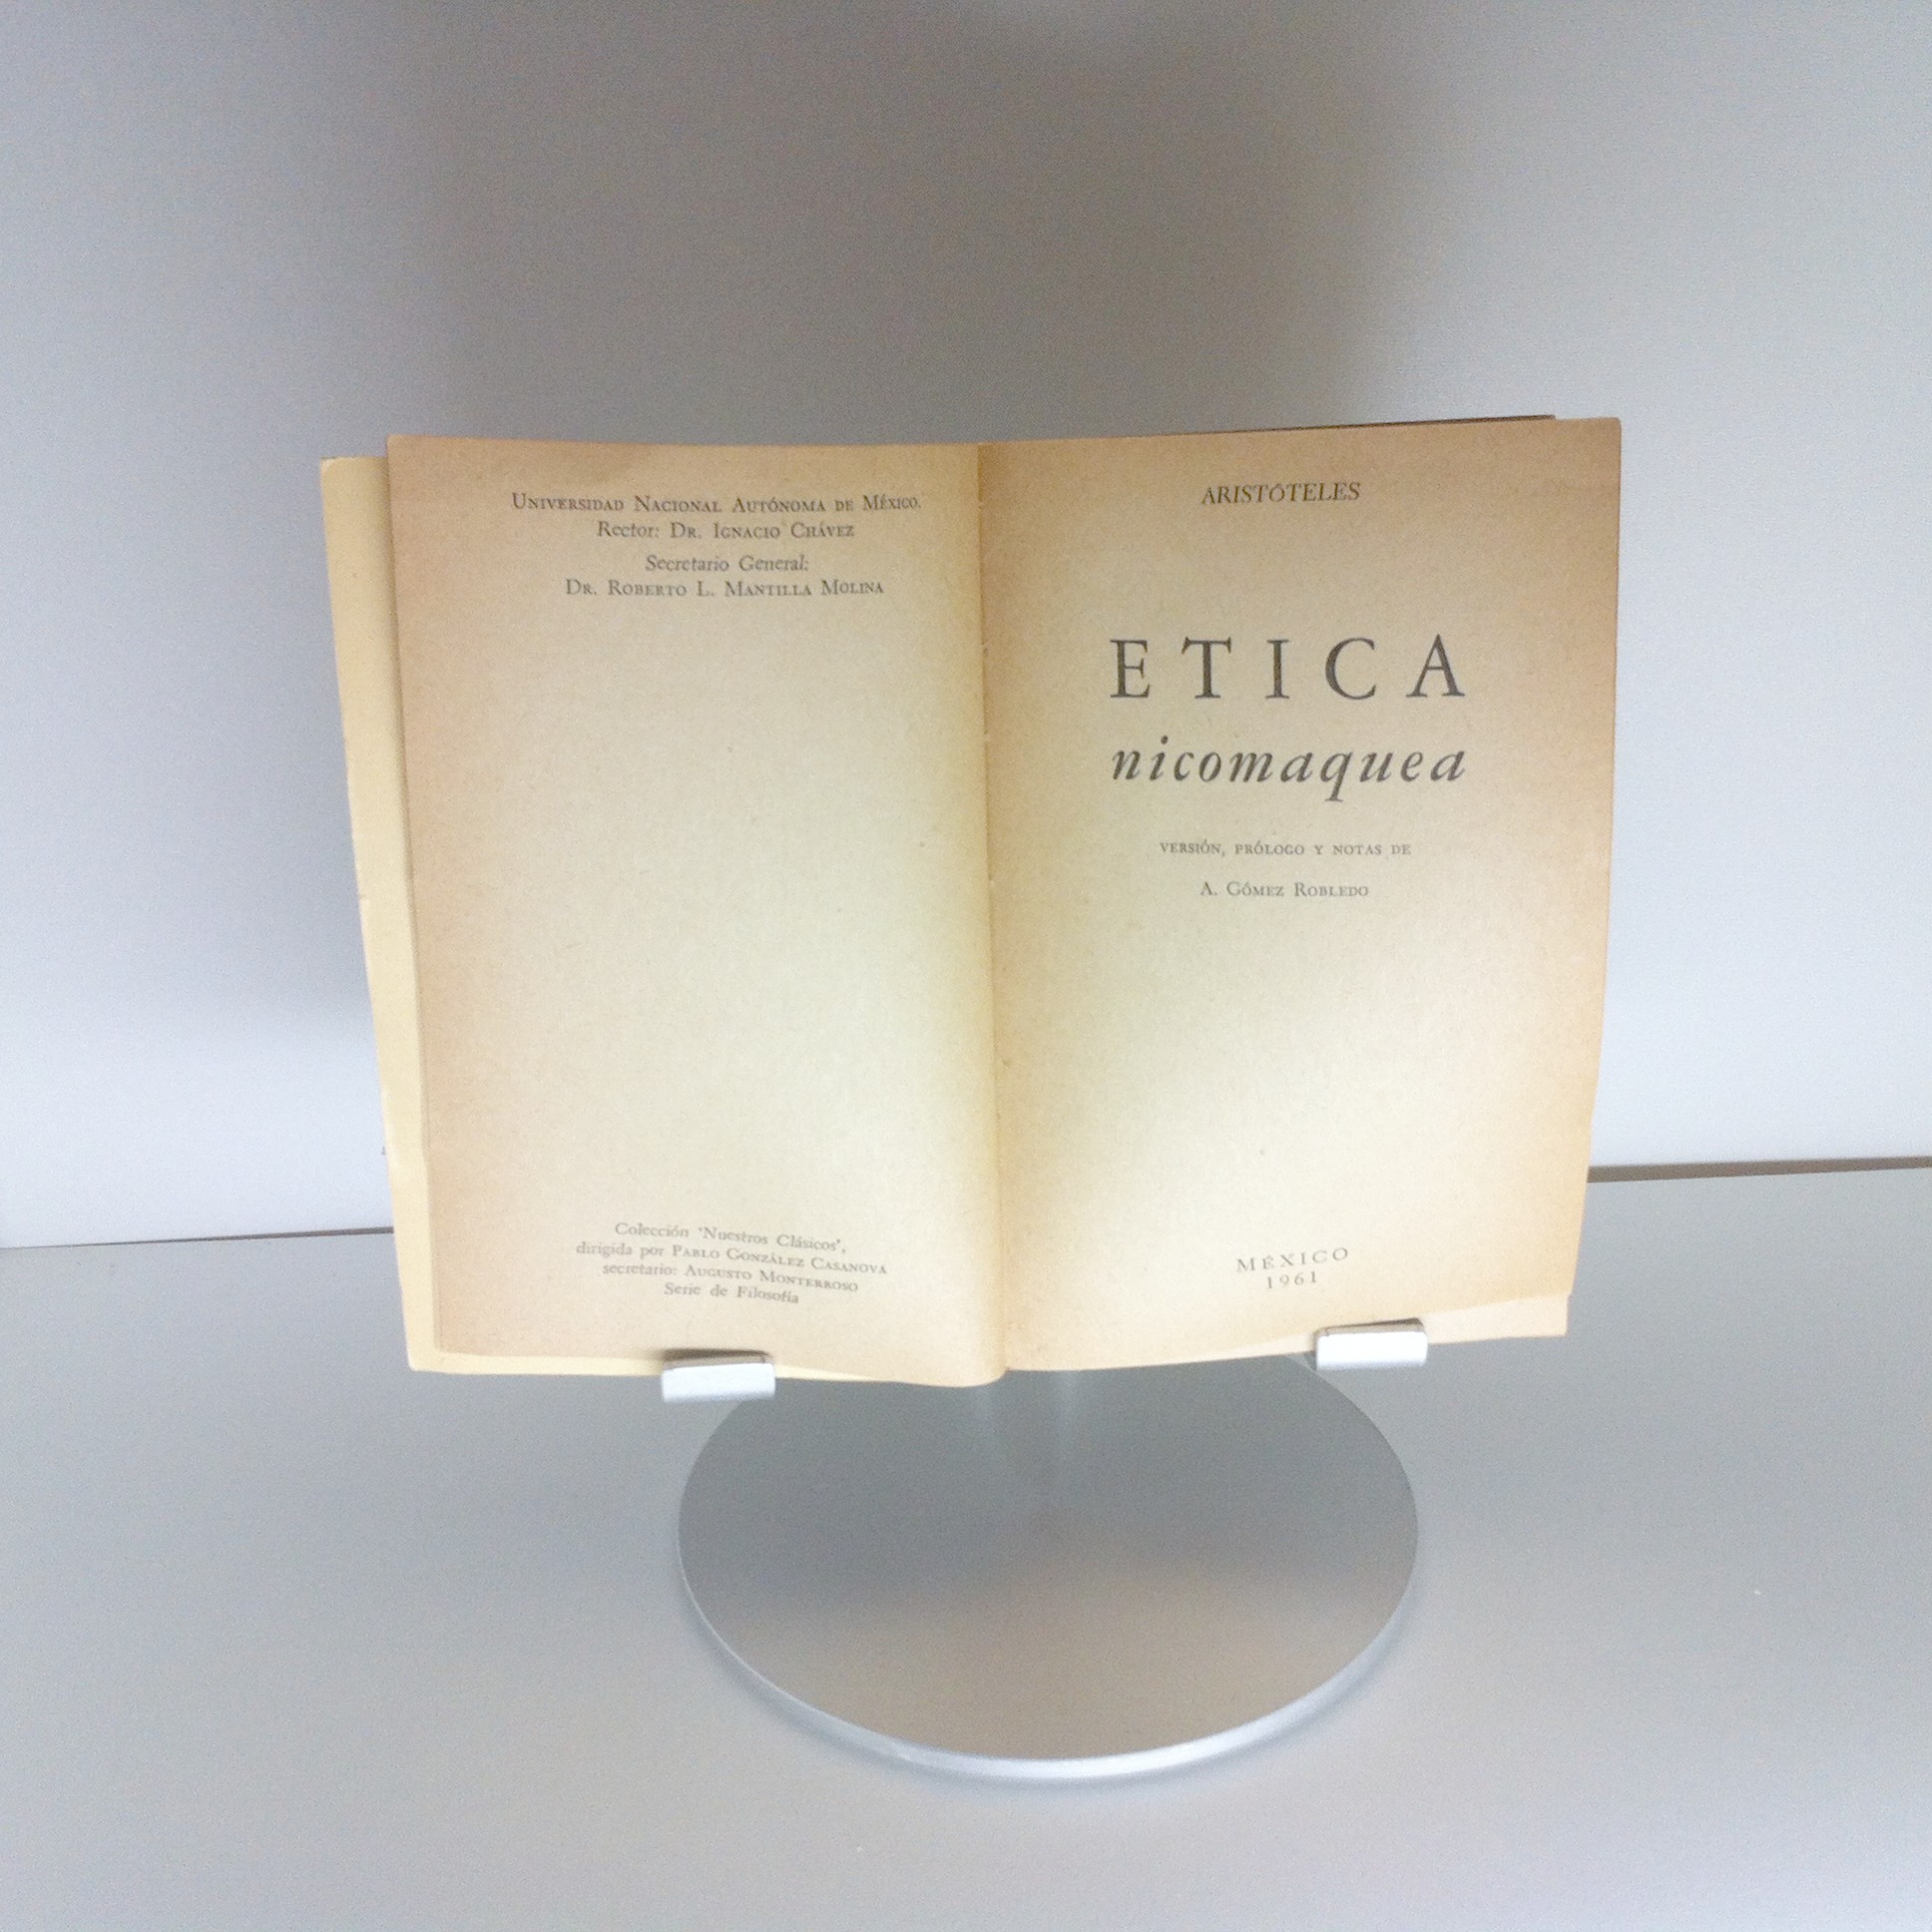 UNIVERSIDAD NACIONAL AUTÓNOMA DE MÉXICO.
Rector: DR. IGNACIO CHÁVEZ
Secretario General:
DR. ROBERTO L. MANTILLA MOLINA
Colección 'Nuestros Clásicos',
dirigida por PABLO GONZÁLEZ CASANOVA
secretario: AUGUSTO MONTERROSO
Serie de Filosofía
ARISTÓTELES
ETICA
nicomaquea
VERSIÓN, PRÓLOGO Y NOTAS DE
A. GÓMEZ ROBLEDO
MÉXICO
1961